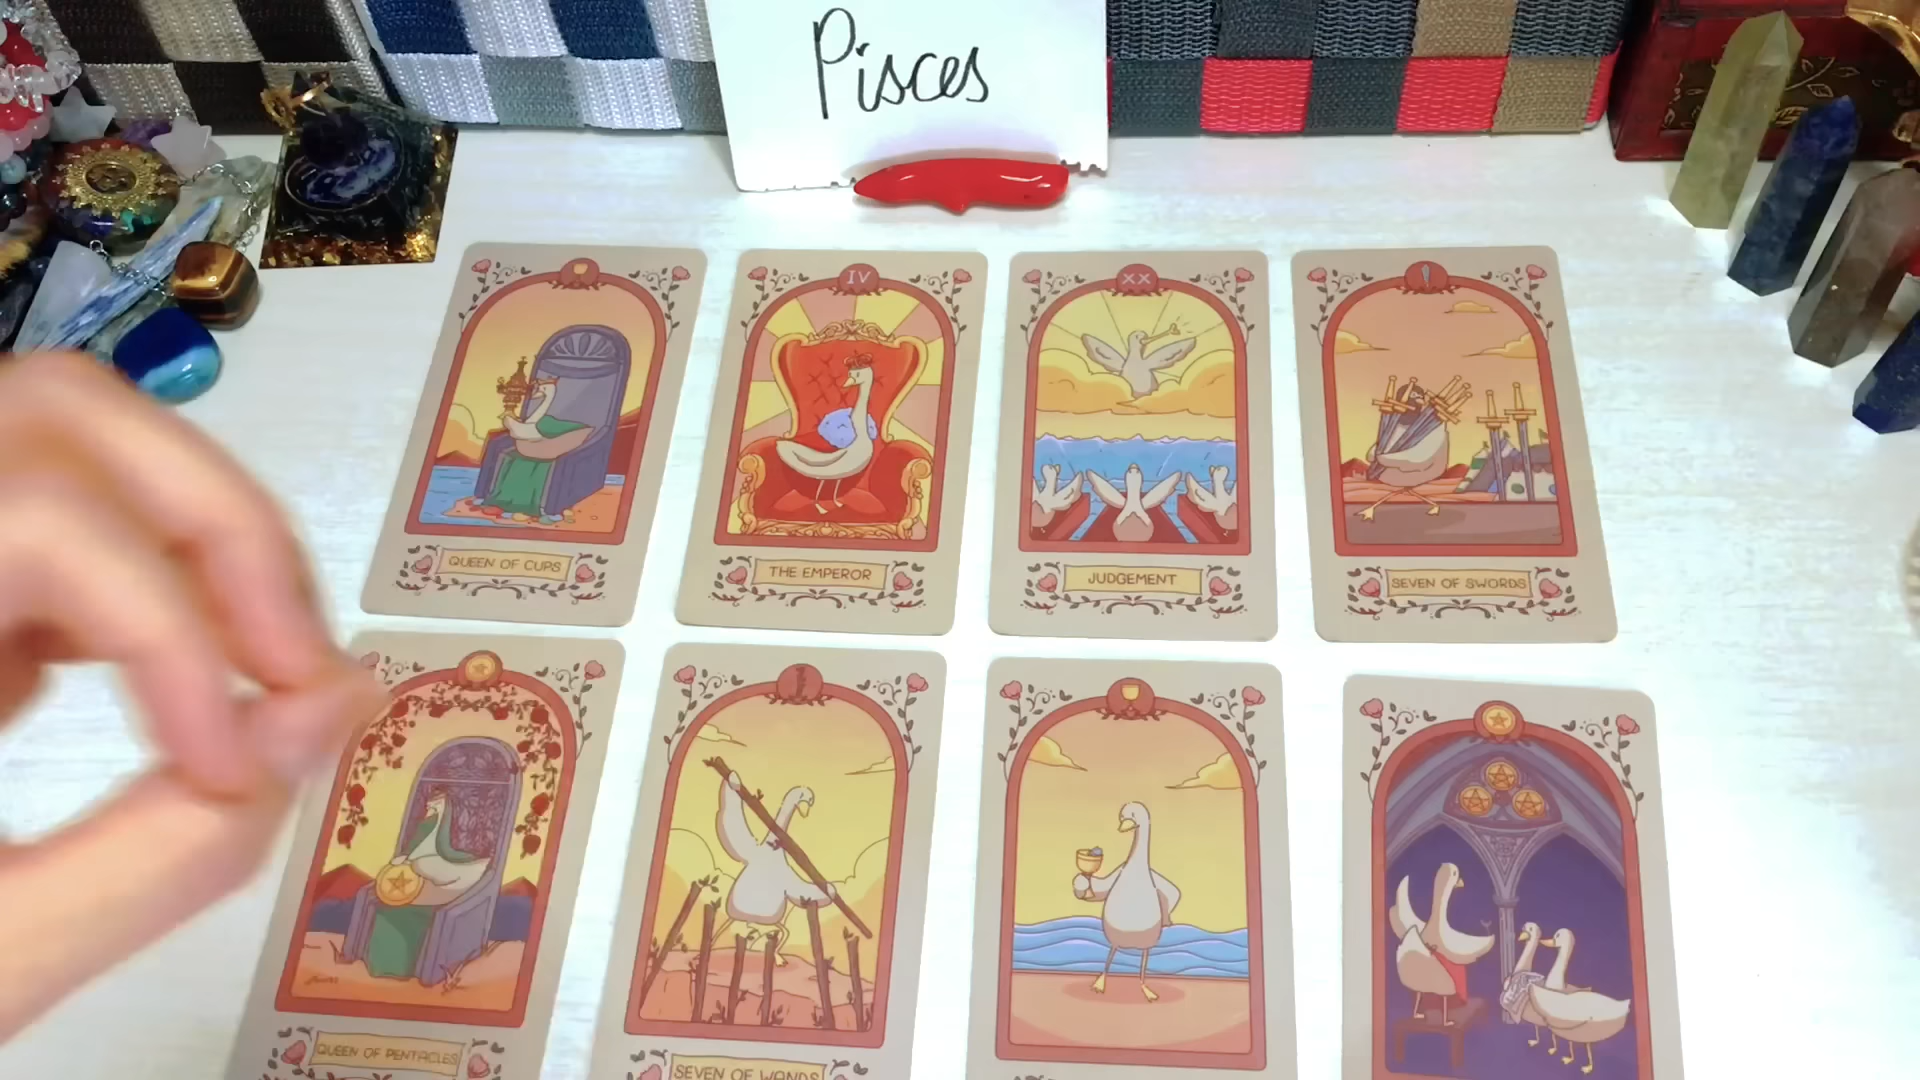 Pisces
IV
XX
QUEEN OF CUPS
THE EMPEROR
JUDGEMENT
SEVEN OF SWORDS
QUEEN OF PENTACLES
SEVEN OF WANDS